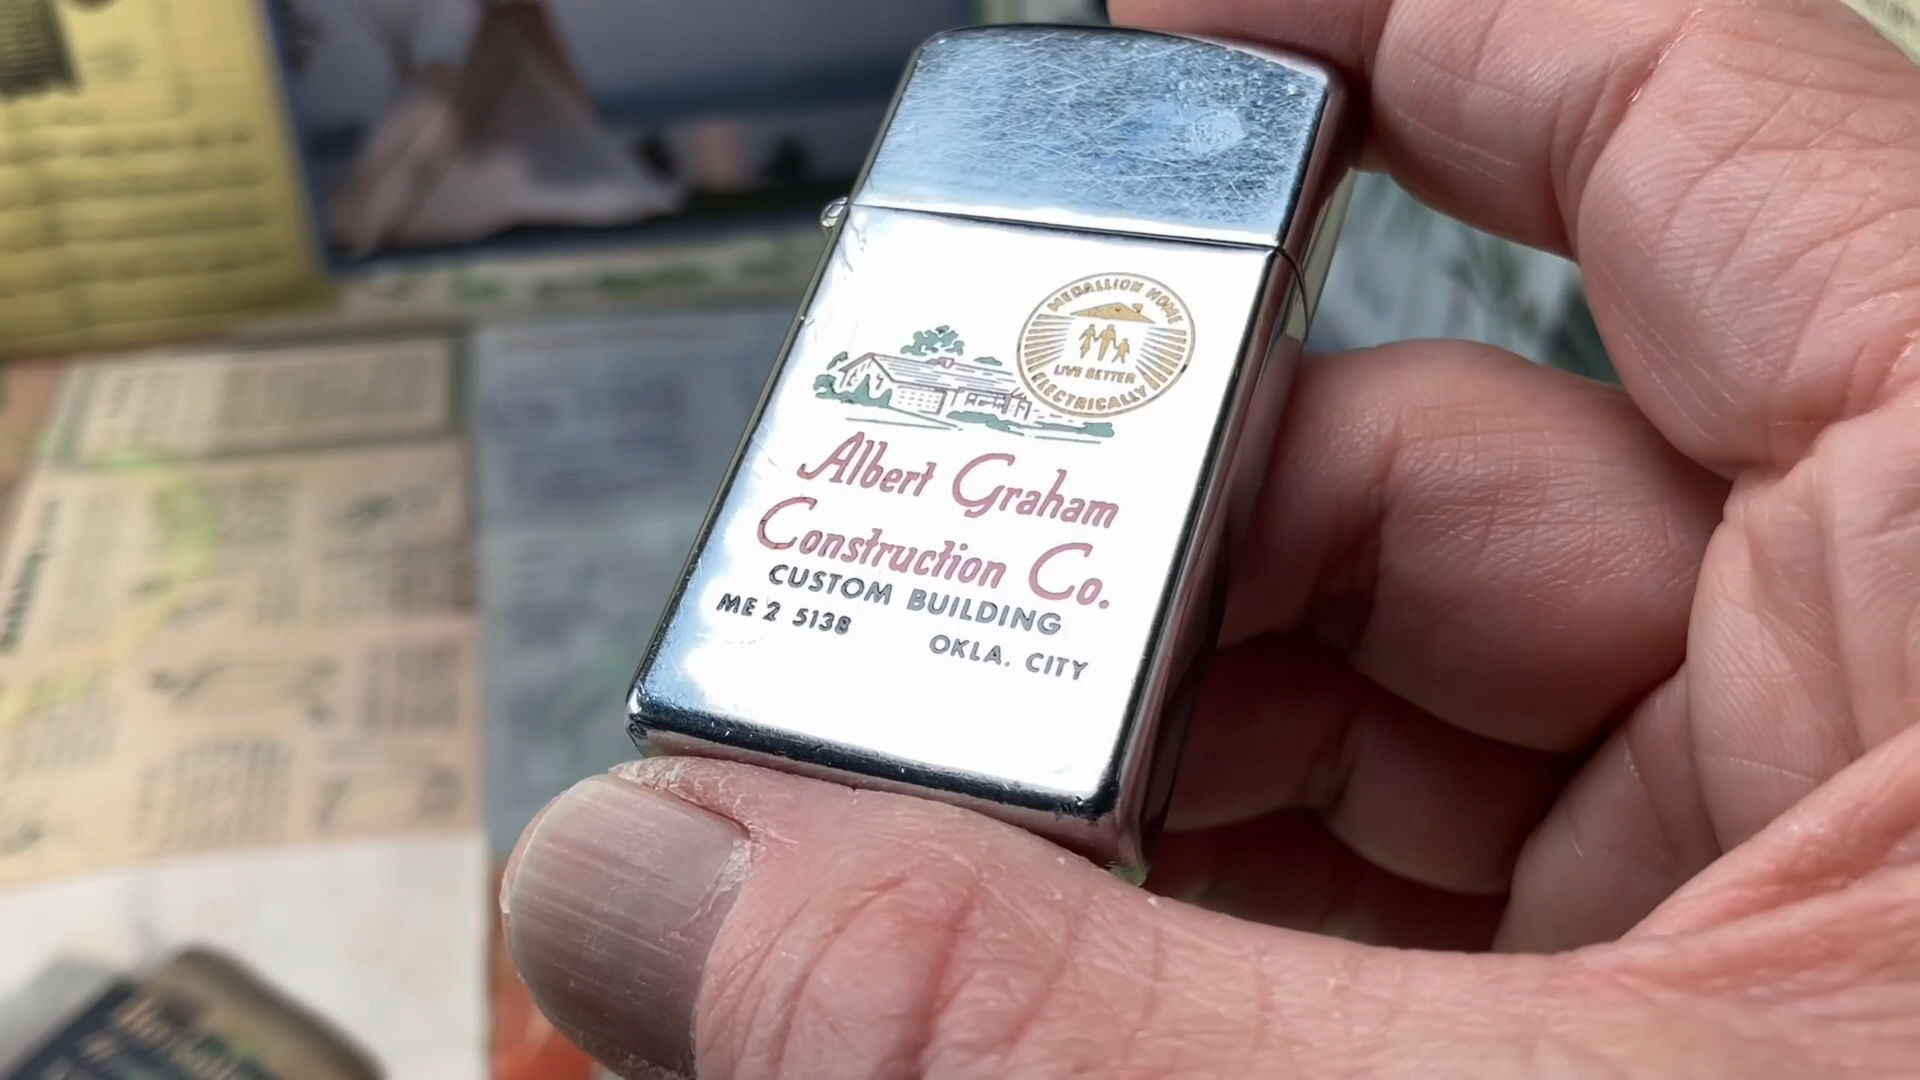 MEDALLION HOME
LIVE BETTER
ELECTRICALLY
Albert Graham
Construction Co.
CUSTOM BUILDING
ME 2 5138 OKLA. CITY